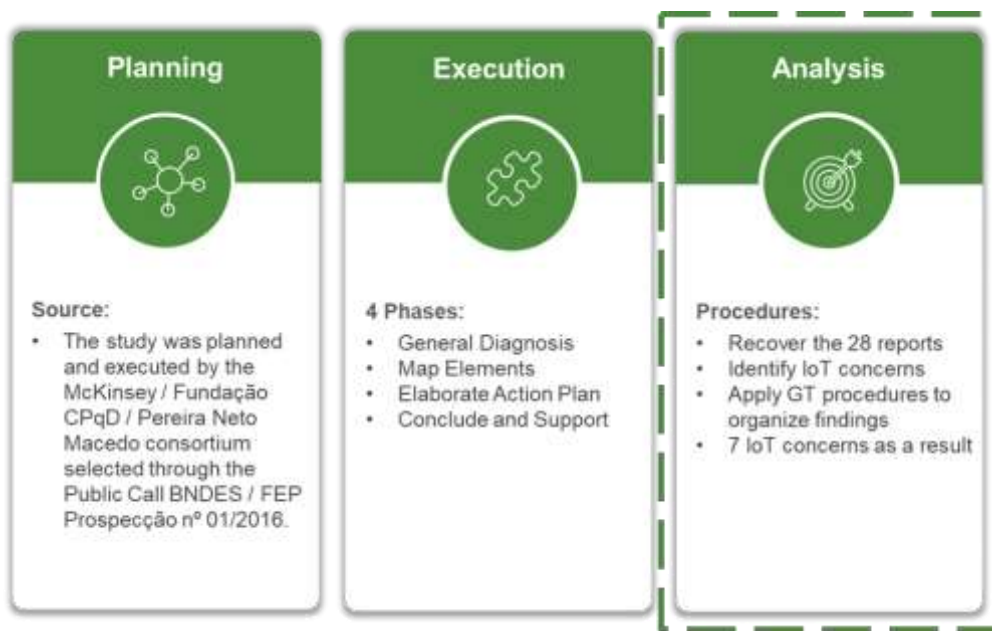 Planning
Source:
• The study was planned
and executed by the
McKinsey / Fundação
CPqD / Pereira Neto
Macedo consortium
selected through the
Public Call BNDES / FEP
Prospecção nº 01/2016.
Execution
4 Phases:
• General Diagnosis
• Map Elements
• Elaborate Action Plan
• Conclude and Support
Analysis
Procedures:
• Recover the 28 reports
• Identify IoT concerns
• Apply GT procedures to
organize findings
• 7 IoT concerns as a result